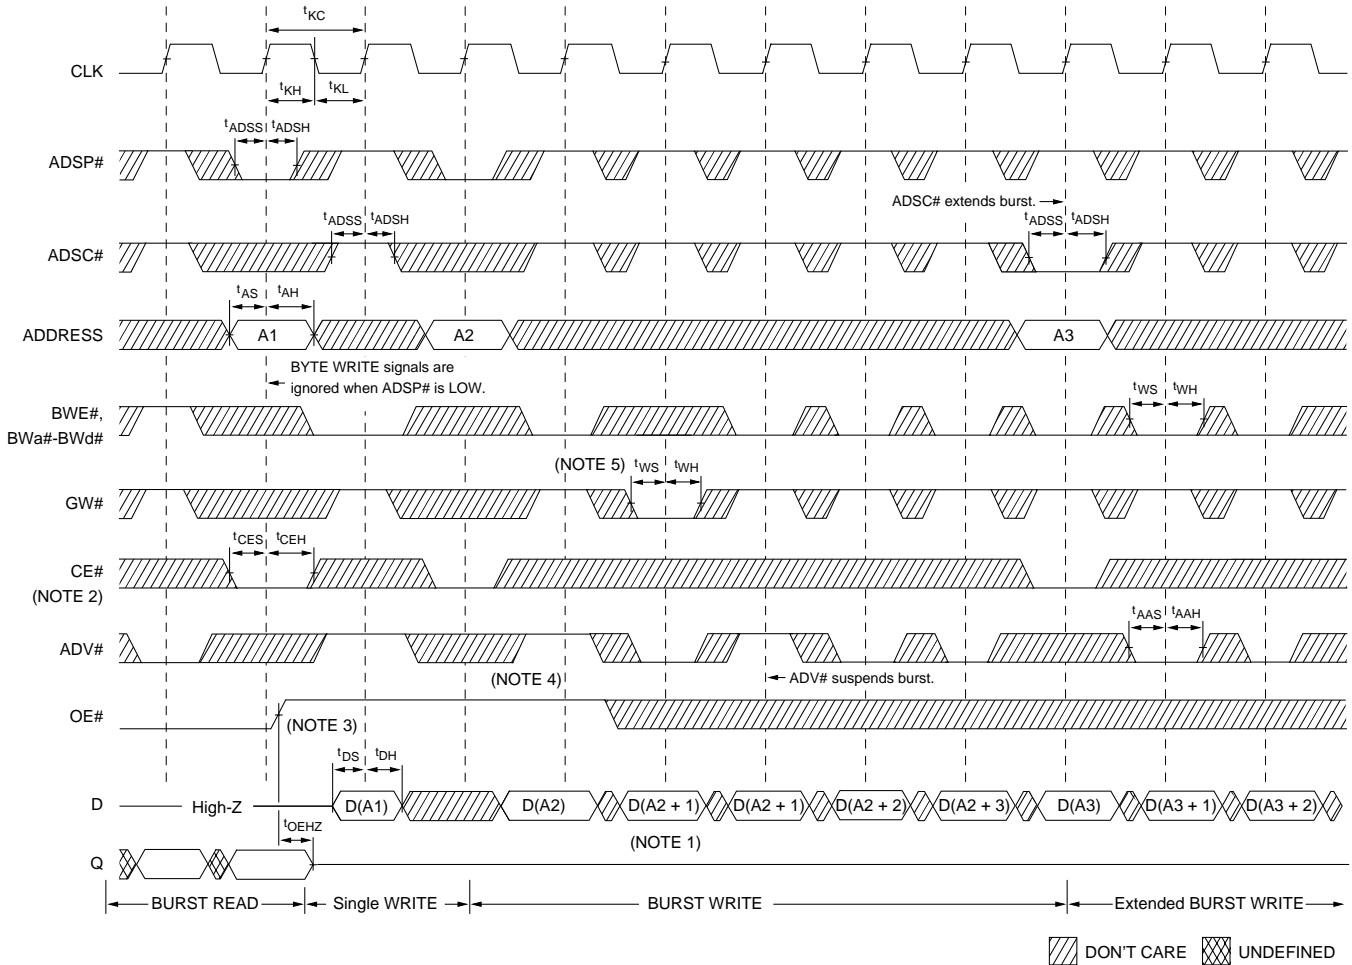 tKC
CLK
tKH tKL
tADSS tADSH
ADSP#
ADSC# extends burst.
tADSS tADSH tADSS tADSH
ADSC#
tAS tAH
ADDRESS A1 A2 A3
BYTE WRITE signals are
ignored when ADSP# is LOW.
BWE#,
BWa#-BWd#
tWS tWH
(NOTE 5) tWS tWH
GW#
tCES tCEH
CE#
(NOTE 2)
tAAS tAAH
ADV#
(NOTE 4) ADV# suspends burst.
OE#
(NOTE 3)
tDS tDH
D High-Z D(A1) D(A2) D(A2 + 1) D(A2 + 1) D(A2 + 2) D(A2 + 3) D(A3) D(A3 + 1) D(A3 + 2)
tOEHZ
(NOTE 1)
Q
BURST READ Single WRITE BURST WRITE Extended BURST WRITE
DON'T CARE UNDEFINED